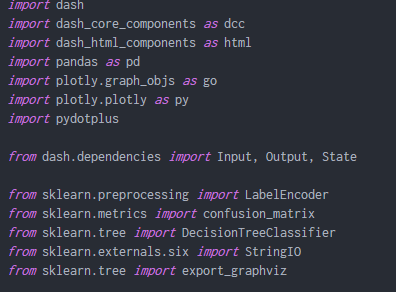 import dash
import dash_core_components as dcc
import dash_html_components as html
import pandas as pd
import plotly.graph_objs as go
import plotly.plotly as py
import pydotplus
from dash.dependencies import Input, Output, State
from sklearn.preprocessing import LabelEncoder
from sklearn.metrics import confusion_matrix
from sklearn.tree import DecisionTreeClassifier
from sklearn.externals.six import StringIO
from sklearn.tree import export_graphviz